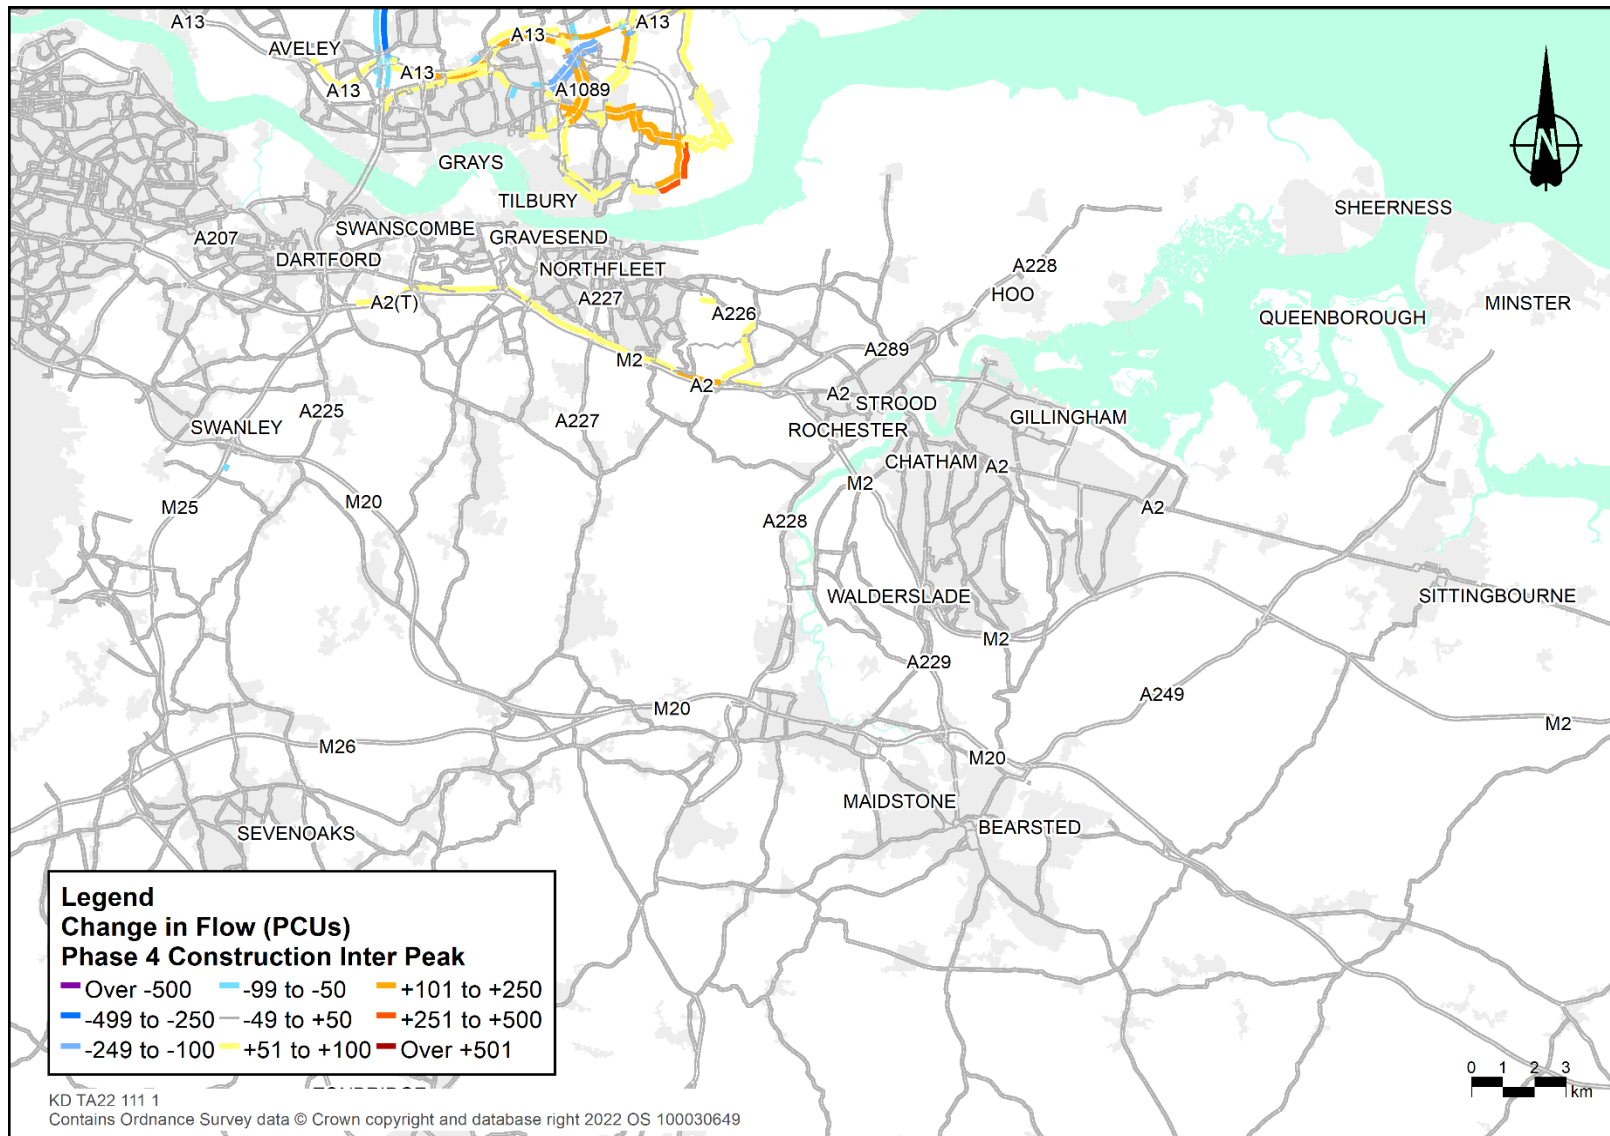 A13
A13
A13
AVELEY
A13
A13
A1089
GRAYS
TILBURY
SHEERNESS
SWANSCOMBE
A207
GRAVESEND
DARTFORD
NORTHFLEET
A228
HOO
MINSTER
A2(T)
A227
A226
QUEENBOROUGH
A289
M2
A2
A2
STROOD
A225
A227
GILLINGHAM
SWANLEY
ROCHESTER
CHATHAM
A2
M2
M20
M25
A228
A2
WALDERSLADE
SITTINGBOURNE
M2
A229
A249
M20
M2
M26
M20
MAIDSTONE
BEARSTED
SEVENOAKS
N
Legend
Change in Flow (PCUs)
Phase 4 Construction Inter Peak
Over -500 -99 to -50 +101 to +250
-499 to -250 -49 to +50 +251 to +500
-249 to -100 +51 to +100 Over +501
0 1 2 3
km
KD TA22 111 1
Contains Ordnance Survey data © Crown copyright and database right 2022 OS 100030649